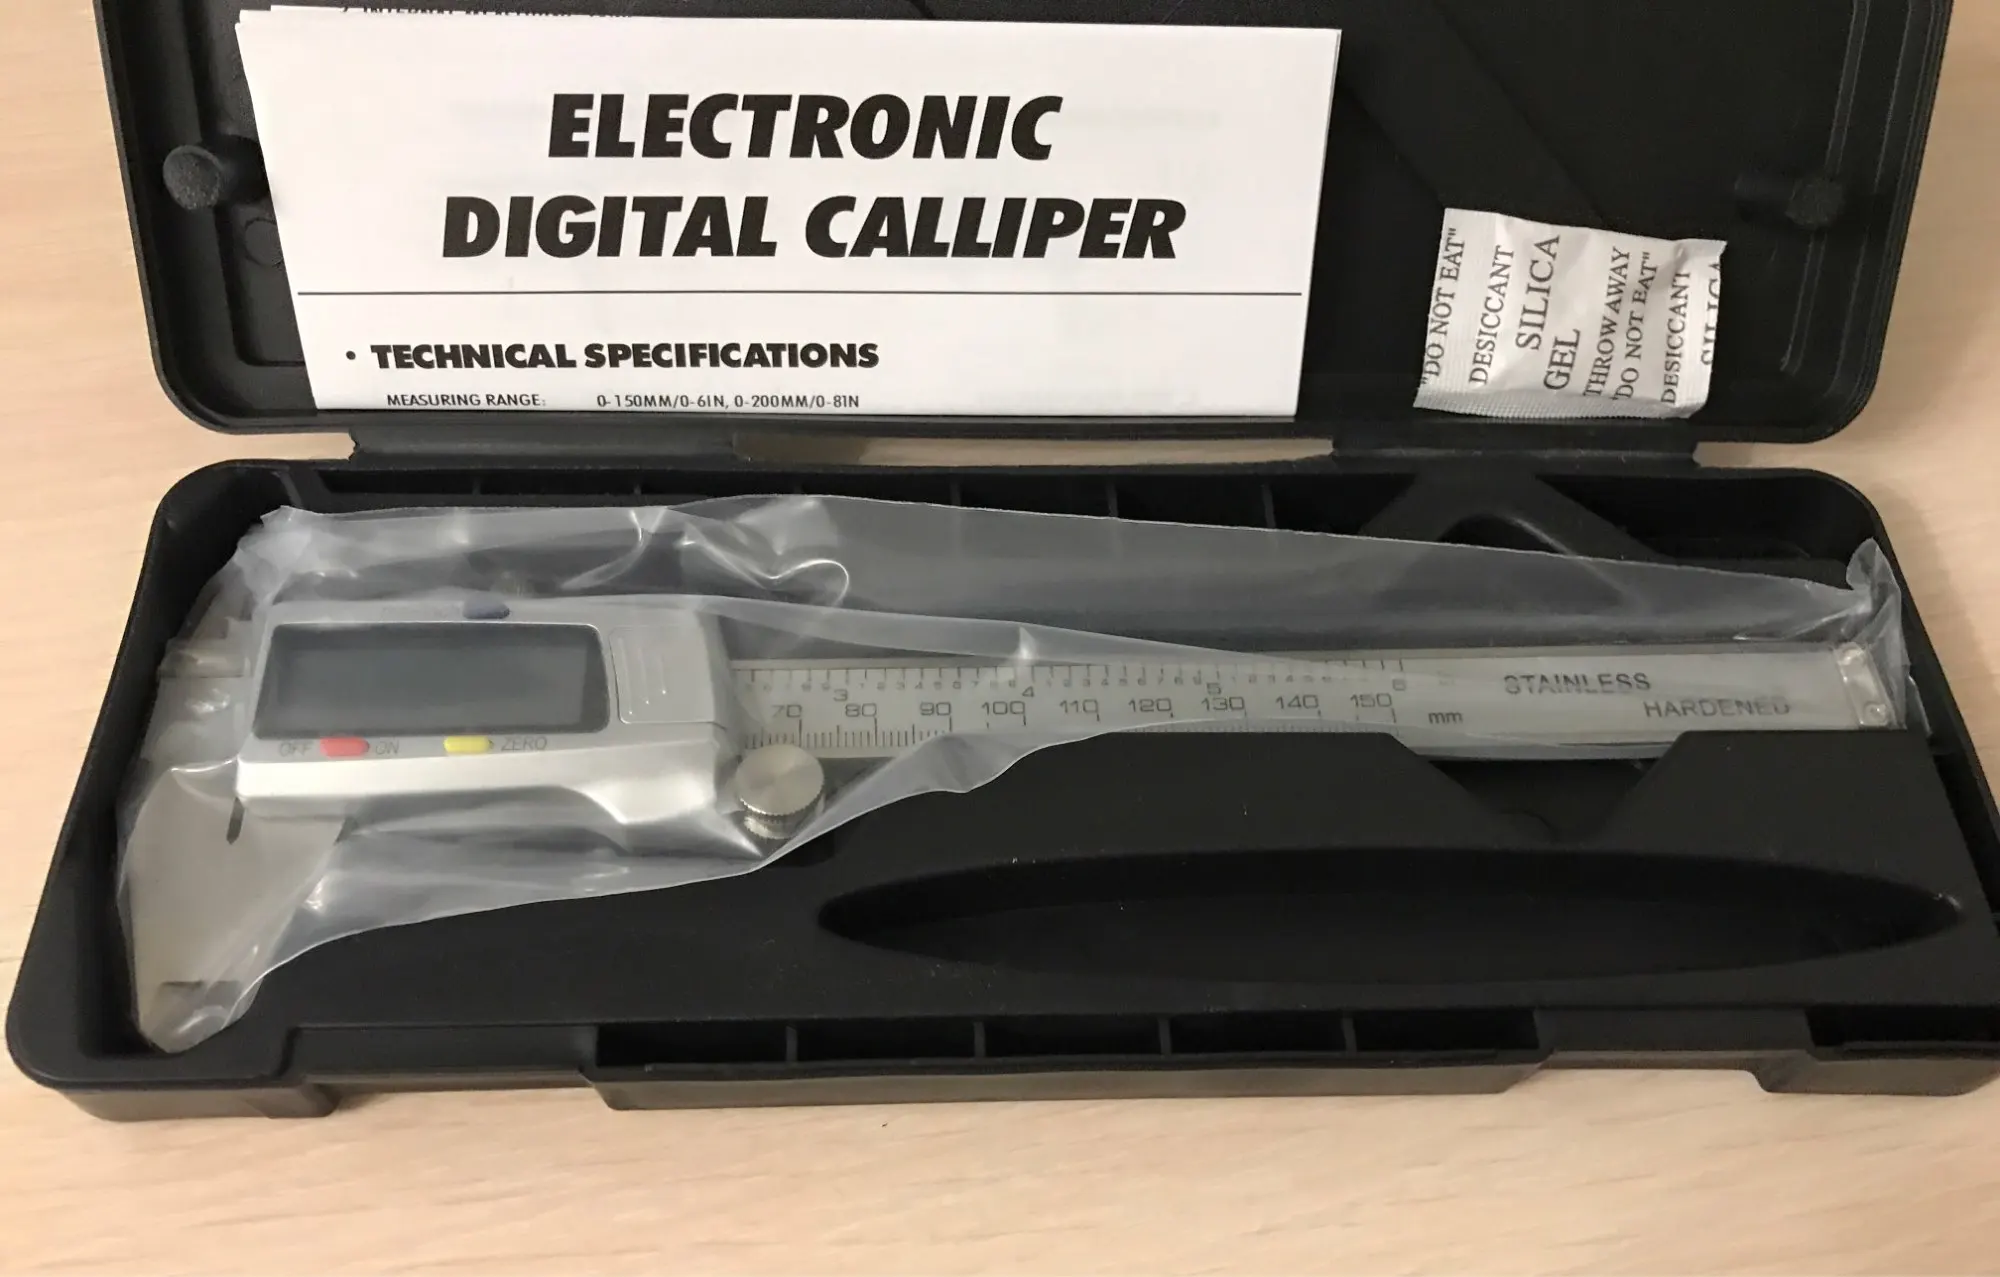 ELECTRONIC
DIGITAL CALLIPER
• TECHNICAL SPECIFICATIONS
MEASURING RANGE: 0-150MM/0-6IN, 0-200MM/0-8IN
"DO NOT EAT"
DESICCANT
SILICA
GEL
THROWAWAY
"DO NOT EAT"
DESICCANT
SILICA
OFF ON ZERO
3 4 5 6
70 80 90 100 110 120 130 140 150
mm
STAINLESS
HARDENED